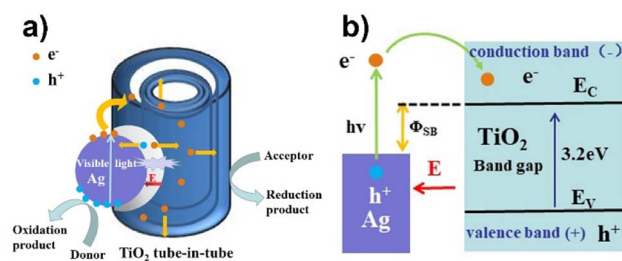 a)
e⁻
h⁺
Visible light
Ag
E
Acceptor
Reduction
product
Oxidation
product
Donor
TiO₂ tube-in-tube
b)
conduction band (-)
e⁻
e⁻
E_C
hν
Φ_SB
TiO₂
Band gap
3.2eV
E
h⁺
Ag
E_V
valence band (+) h⁺